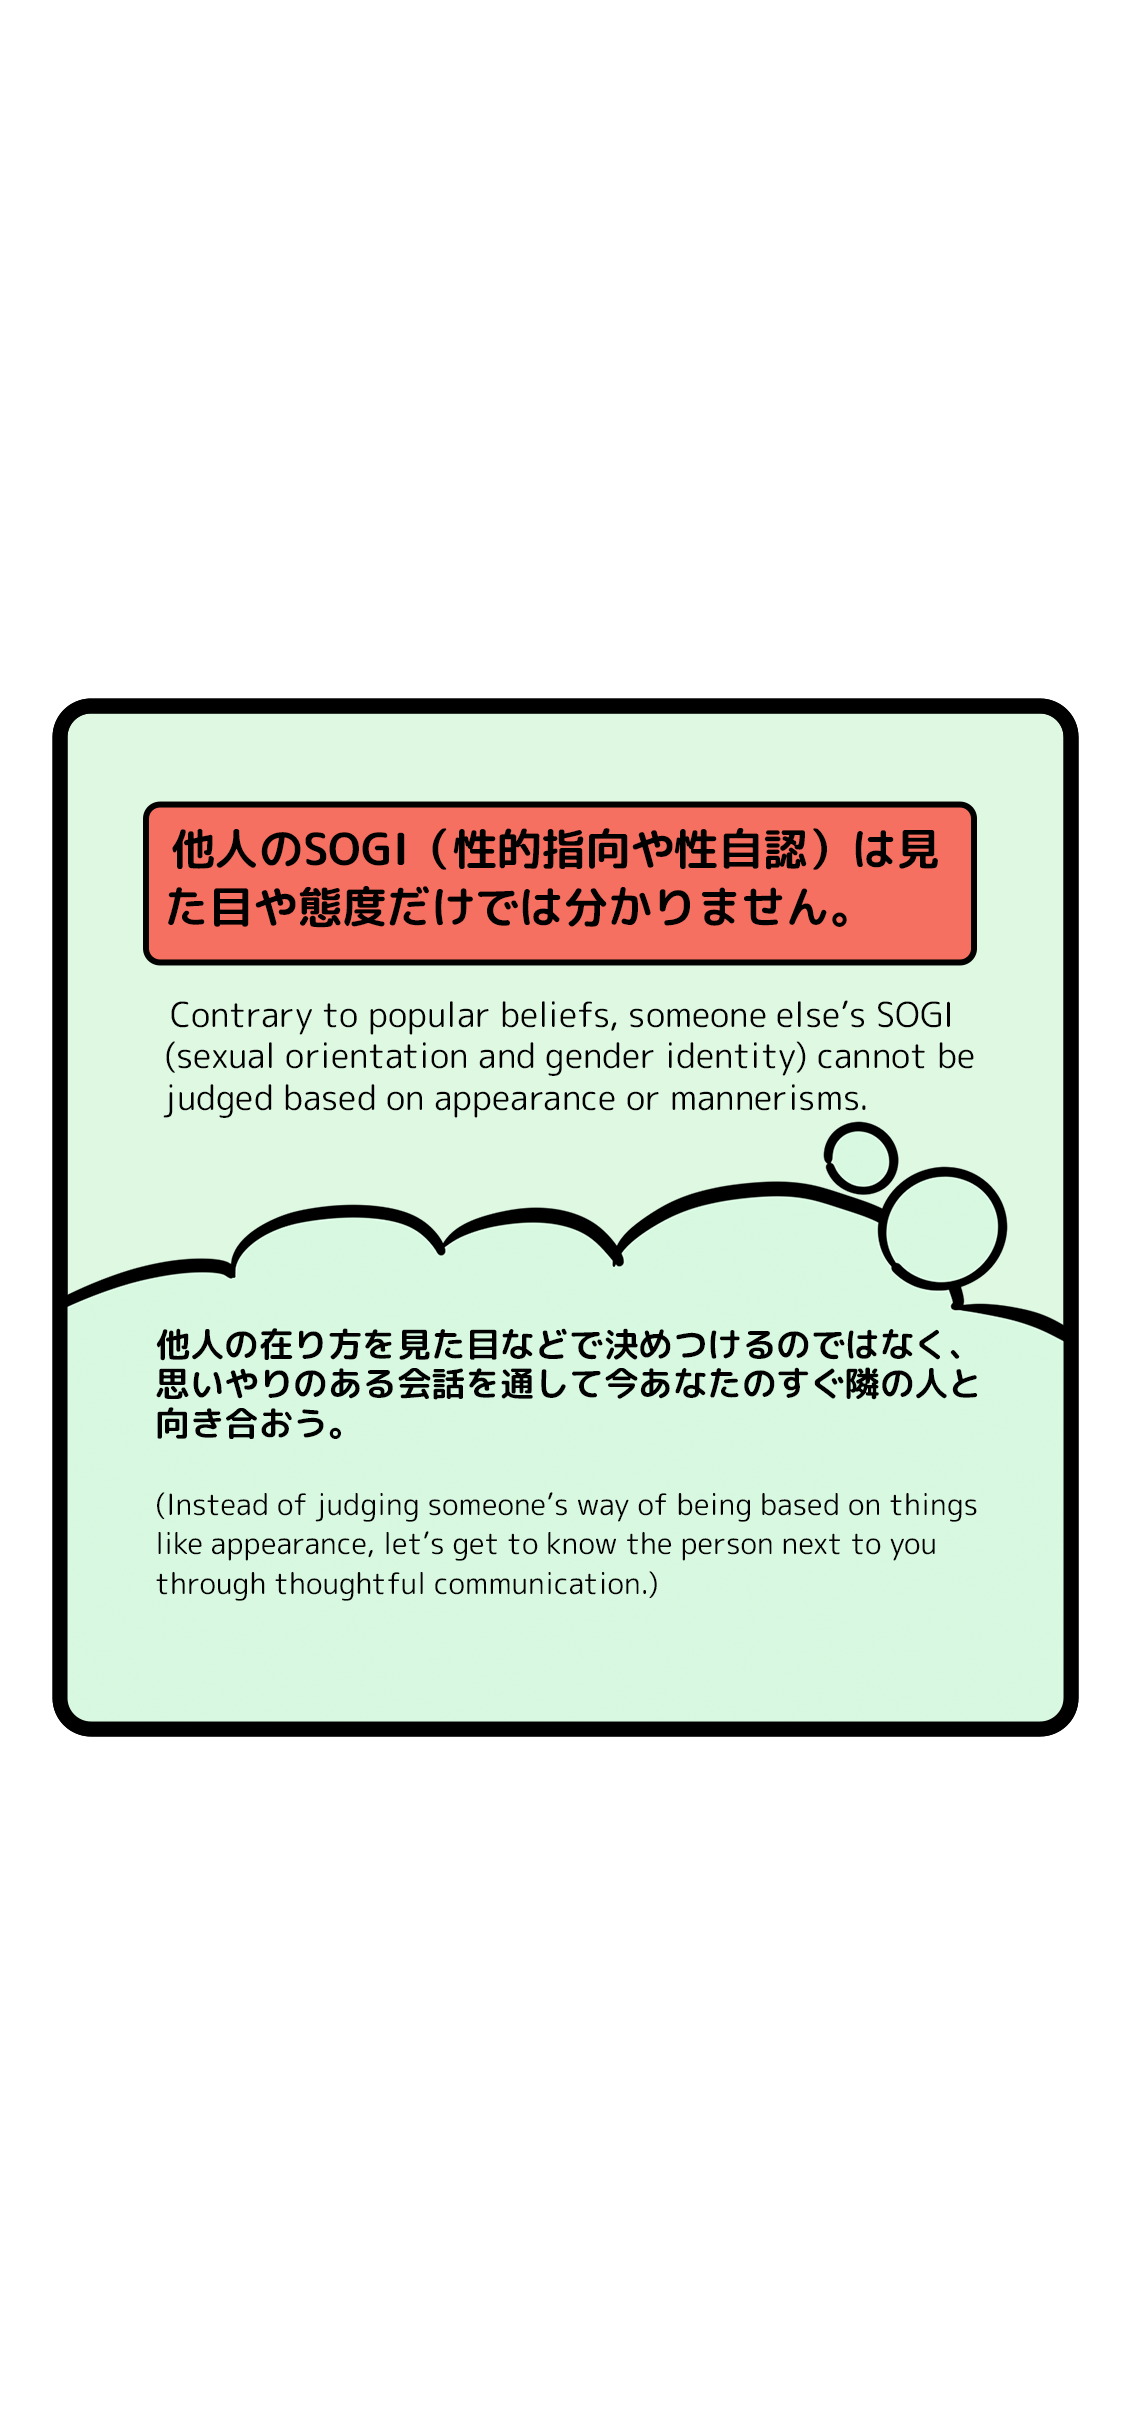 他人のSOGI（性的指向や性自認）は見
た目や態度だけでは分かりません。
Contrary to popular beliefs, someone else’s SOGI
(sexual orientation and gender identity) cannot be
judged based on appearance or mannerisms.
他人の在り方を見た目などで決めつけるのではなく、
思いやりのある会話を通して今あなたのすぐ隣の人と
向き合おう。
(Instead of judging someone’s way of being based on things
like appearance, let’s get to know the person next to you
through thoughtful communication.)